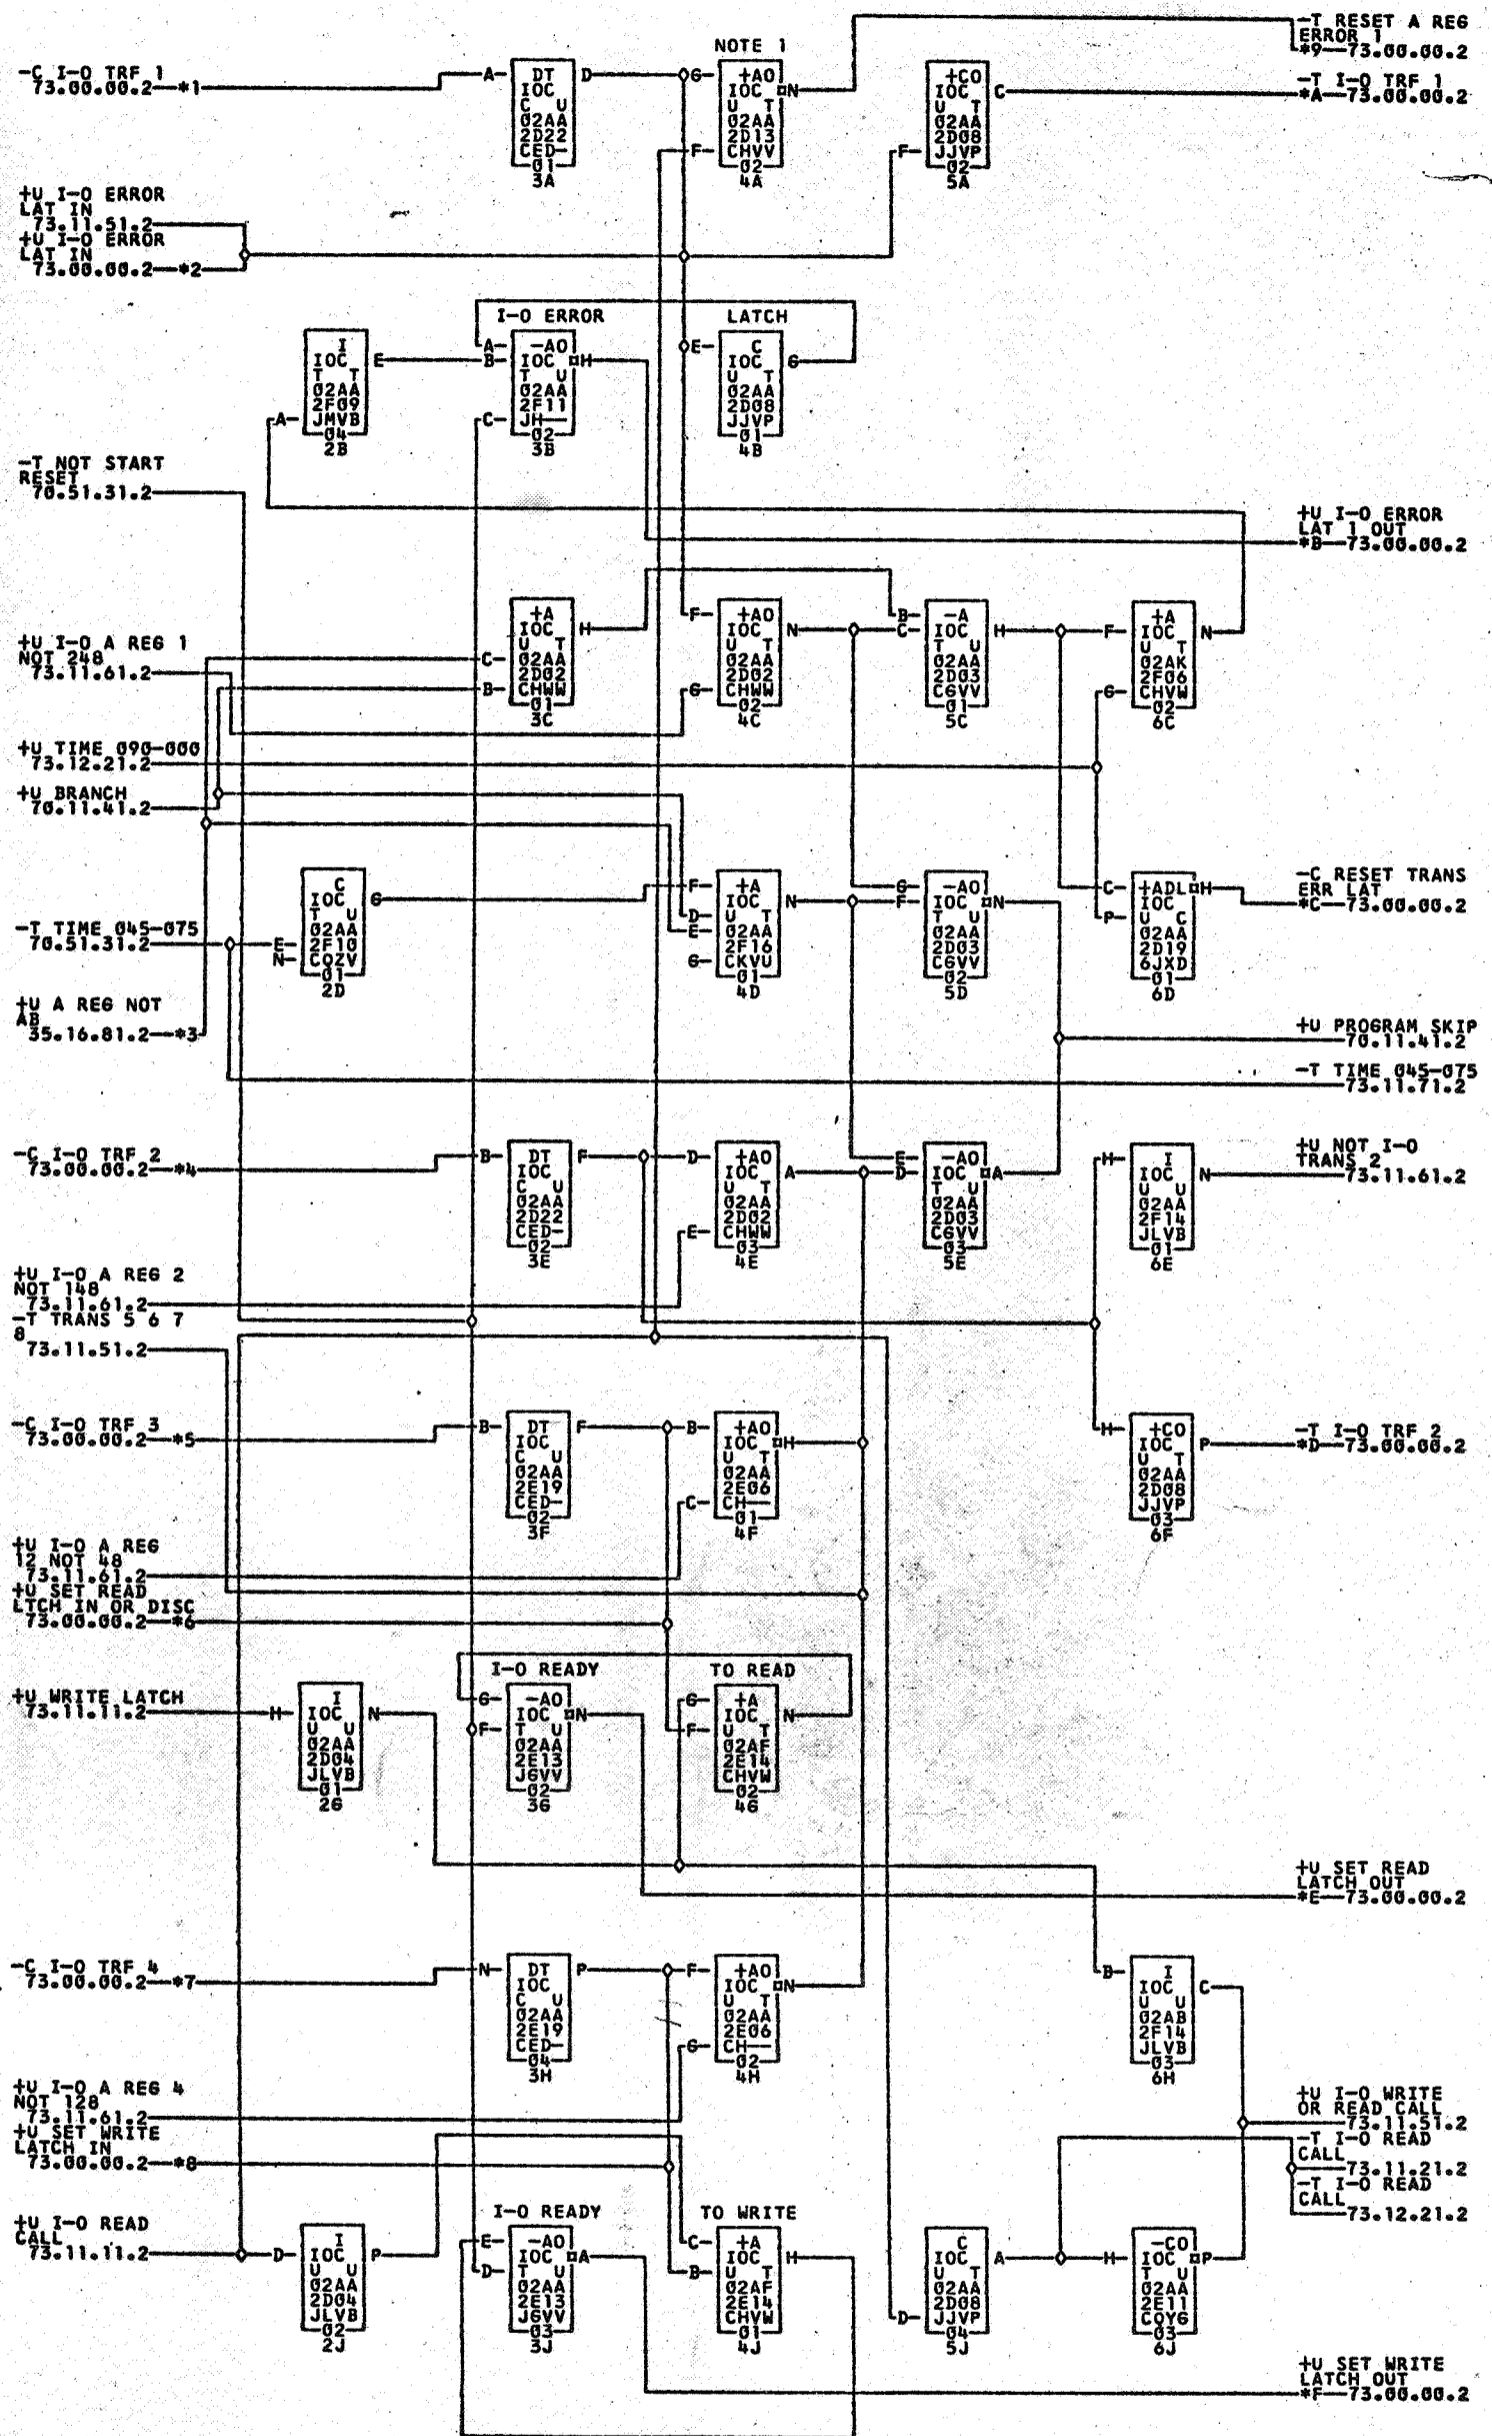 -T RESET A REG
ERROR 1
*9—73.00.00.2
NOTE 1
-C I-O TRF 1
73.00.00.2—*1
A— DT D
IOC
C U
02AA
2D22
CED-
01
3A
G— +AO
IOC N
U T
02AA
2D13
F— CHVV
02
4A
+CO
IOC C
U T
02AA
2D08
F— JJVP
02
5A
-T I-O TRF 1
*A—73.00.00.2
+U I-O ERROR
LAT IN
73.11.51.2
+U I-O ERROR
LAT IN
73.00.00.2—*2
I-O ERROR
LATCH
I
IOC E
T T
02AA
2F09
A— JMVB
04
2B
A— -AO
B— IOC H
T U
02AA
2F11
C— JH—
02
3B
E— C
IOC G
U T
02AA
2D08
JJVP
01
4B
-T NOT START
RESET
70.51.31.2
+U I-O ERROR
LAT 1 OUT
*B—73.00.00.2
+A
IOC H
U T
C— 02AA
2D02
B— CHWW
01
3C
F— +AO
IOC N
U T
02AA
2D02
G— CHWW
02
4C
B— -A
C— IOC H
T U
02AA
2D03
CGVV
01
5C
+A
F— IOC N
U T
02AK
2F06
G— CHVW
02
6C
+U I-O A REG 1
NOT 248
73.11.61.2
+U TIME 090-000
73.12.21.2
+U BRANCH
70.11.41.2
C
IOC G
T U
02AA
E— 2F10
N— CQZV
01
2D
F— +A
IOC N
D— U T
E— 02AA
2F16
G— CKVU
01
4D
G— -AO
F— IOC N
T U
02AA
2D03
CGVV
02
5D
C— +ADL H
IOC
P— U C
02AA
2D19
6JXD
01
6D
-C RESET TRANS
ERR LAT
*C—73.00.00.2
-T TIME 045-075
70.51.31.2
+U A REG NOT
AB
35.16.81.2—*3
+U PROGRAM SKIP
70.11.41.2
-T TIME 045-075
73.11.71.2
-C I-O TRF 2
73.00.00.2—*4
B— DT F
IOC
C U
02AA
2D22
CED-
02
3E
D— +AO
IOC A
U T
02AA
2D02
E— CHWW
03
4E
E— -AO
D— IOC A
T U
02AA
2D03
CGVV
03
5E
H— I
IOC N
U U
02AA
2F14
JLVB
01
6E
+U NOT I-O
TRANS 2
73.11.61.2
+U I-O A REG 2
NOT 148
73.11.61.2
-T TRANS 5 6 7
8
73.11.51.2
-C I-O TRF 3
73.00.00.2—*5
B— DT F
IOC
C U
02AA
2E19
CED-
02
3F
B— +AO
IOC H
U T
02AA
2E06
C— CH—
01
4F
H— +CO
IOC P
U T
02AA
2D08
JJVP
03
6F
-T I-O TRF 2
*D—73.00.00.2
+U I-O A REG
12 NOT 48
73.11.61.2
+U SET READ
LTCH IN OR DISC
73.00.00.2—*6
I-O READY
TO READ
+U WRITE LATCH
73.11.11.2
H— I
IOC N
U U
02AA
2D04
JLVB
01
2G
G— -AO
IOC N
F— T U
02AA
2E13
JGVV
02
3G
G— +A
IOC N
F— U T
02AF
2E14
CHVW
02
4G
+U SET READ
LATCH OUT
*E—73.00.00.2
-C I-O TRF 4
73.00.00.2—*7
N— DT P
IOC
C U
02AA
2E19
CED-
04
3H
F— +AO
IOC N
U T
02AA
2E06
G— CH—
02
4H
B— I
IOC C
U U
02AB
2F14
JLVB
03
6H
+U I-O A REG 4
NOT 128
73.11.61.2
+U SET WRITE
LATCH IN
73.00.00.2—*8
+U I-O WRITE
OR READ CALL
73.11.51.2
-T I-O READ
CALL
73.11.21.2
-T I-O READ
CALL
73.12.21.2
I-O READY
TO WRITE
+U I-O READ
CALL
73.11.11.2
I
D— IOC P
U U
02AA
2D04
JLVB
02
2J
E— -AO
IOC A
D— T U
02AA
2E13
JGVV
03
3J
C— +A
IOC H
B— U T
02AF
2E14
CHVW
01
4J
C
IOC A
U T
02AA
2D08
D— JJVP
04
5J
-CO
H— IOC P
T U
02AA
2E11
CQYG
03
6J
+U SET WRITE
LATCH OUT
*F—73.00.00.2